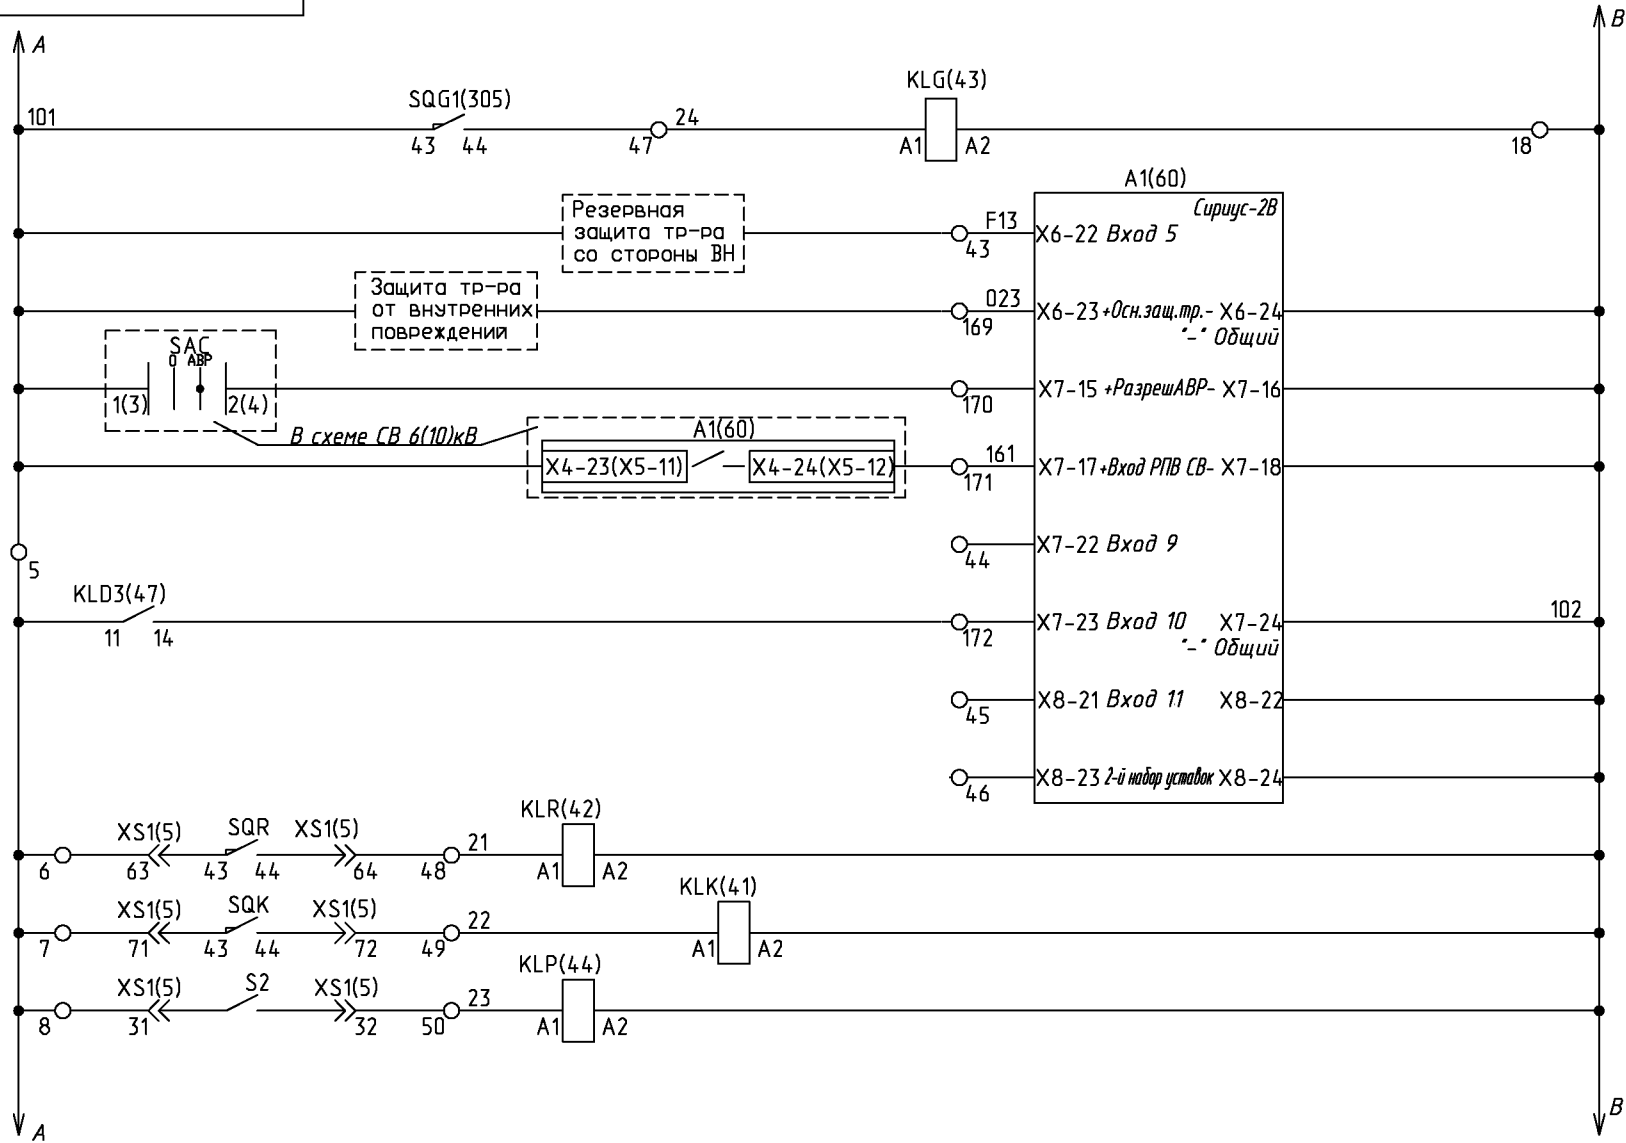 A
B
KLG(43)
SQG1(305)
101
24
43
44
47
A1
A2
18
A1(60)
Сириус-2В
Резервная
защита тр-ра
со стороны ВН
F13
43
X6-22 Вход 5
Защита тр-ра
от внутренних
повреждений
023
169
X6-23 +Осн.защ.тр.- X6-24
"-" Общий
SAC
0 АВР
1(3)
2(4)
170
X7-15 +РазрешАВР- X7-16
В схеме СВ 6(10)кВ
A1(60)
X4-23(X5-11)
X4-24(X5-12)
161
171
X7-17 +Вход РПВ СВ- X7-18
5
44
X7-22 Вход 9
KLD3(47)
11
14
172
X7-23 Вход 10 X7-24
"-" Общий
102
45
X8-21 Вход 11 X8-22
46
X8-23 2-й набор уставок X8-24
KLR(42)
XS1(5)
SQR
XS1(5)
21
6
63
43
44
64
48
A1
A2
KLK(41)
XS1(5)
SQK
XS1(5)
22
7
71
43
44
72
49
A1
A2
KLP(44)
XS1(5)
S2
XS1(5)
23
8
31
32
50
A1
A2
A
B